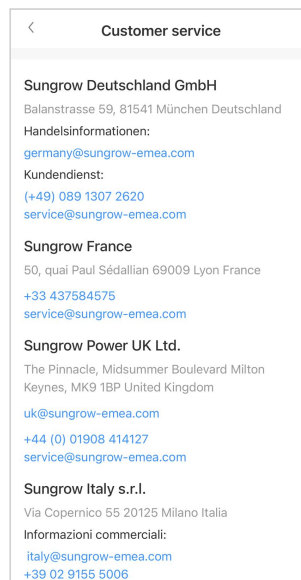 Customer service
Sungrow Deutschland GmbH
Balanstrasse 59, 81541 München Deutschland
Handelsinformationen:
germany@sungrow-emea.com
Kundendienst:
(+49) 089 1307 2620
service@sungrow-emea.com
Sungrow France
50, quai Paul Sédallian 69009 Lyon France
+33 437584575
service@sungrow-emea.com
Sungrow Power UK Ltd.
The Pinnacle, Midsummer Boulevard Milton
Keynes, MK9 1BP United Kingdom
uk@sungrow-emea.com
+44 (0) 01908 414127
service@sungrow-emea.com
Sungrow Italy s.r.l.
Via Copernico 55 20125 Milano Italia
Informazioni commerciali:
italy@sungrow-emea.com
+39 02 9155 5006